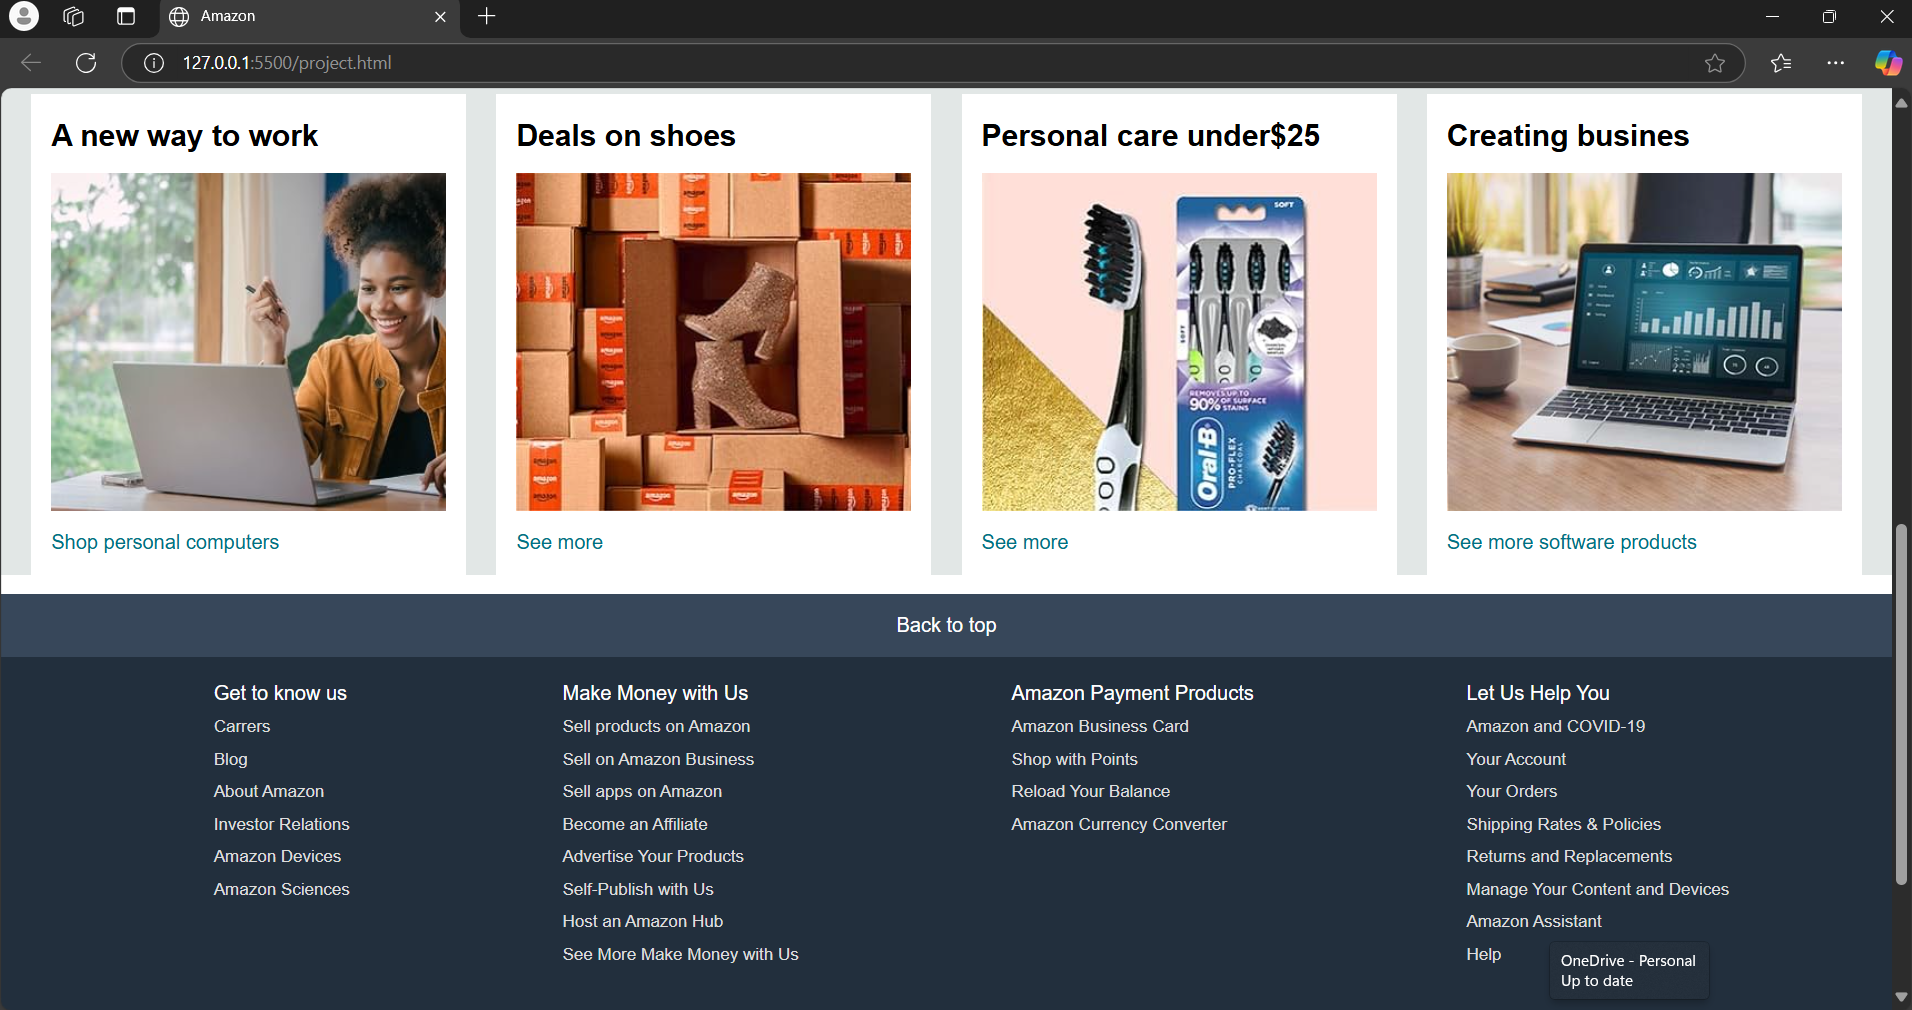 Amazon
127.0.0.1:5500/project.html
A new way to work
Deals on shoes
Personal care under$25
Creating busines
amazon
SOFT
SOFT
REMOVES UP TO
90% OF SURFACE
STAINS
Oral-B
PRO-FLEX
CHARCOAL
Shop personal computers
See more
See more
See more software products
Back to top
Get to know us
Carrers
Blog
About Amazon
Investor Relations
Amazon Devices
Amazon Sciences
Make Money with Us
Sell products on Amazon
Sell on Amazon Business
Sell apps on Amazon
Become an Affiliate
Advertise Your Products
Self-Publish with Us
Host an Amazon Hub
See More Make Money with Us
Amazon Payment Products
Amazon Business Card
Shop with Points
Reload Your Balance
Amazon Currency Converter
Let Us Help You
Amazon and COVID-19
Your Account
Your Orders
Shipping Rates & Policies
Returns and Replacements
Manage Your Content and Devices
Amazon Assistant
Help
OneDrive - Personal
Up to date